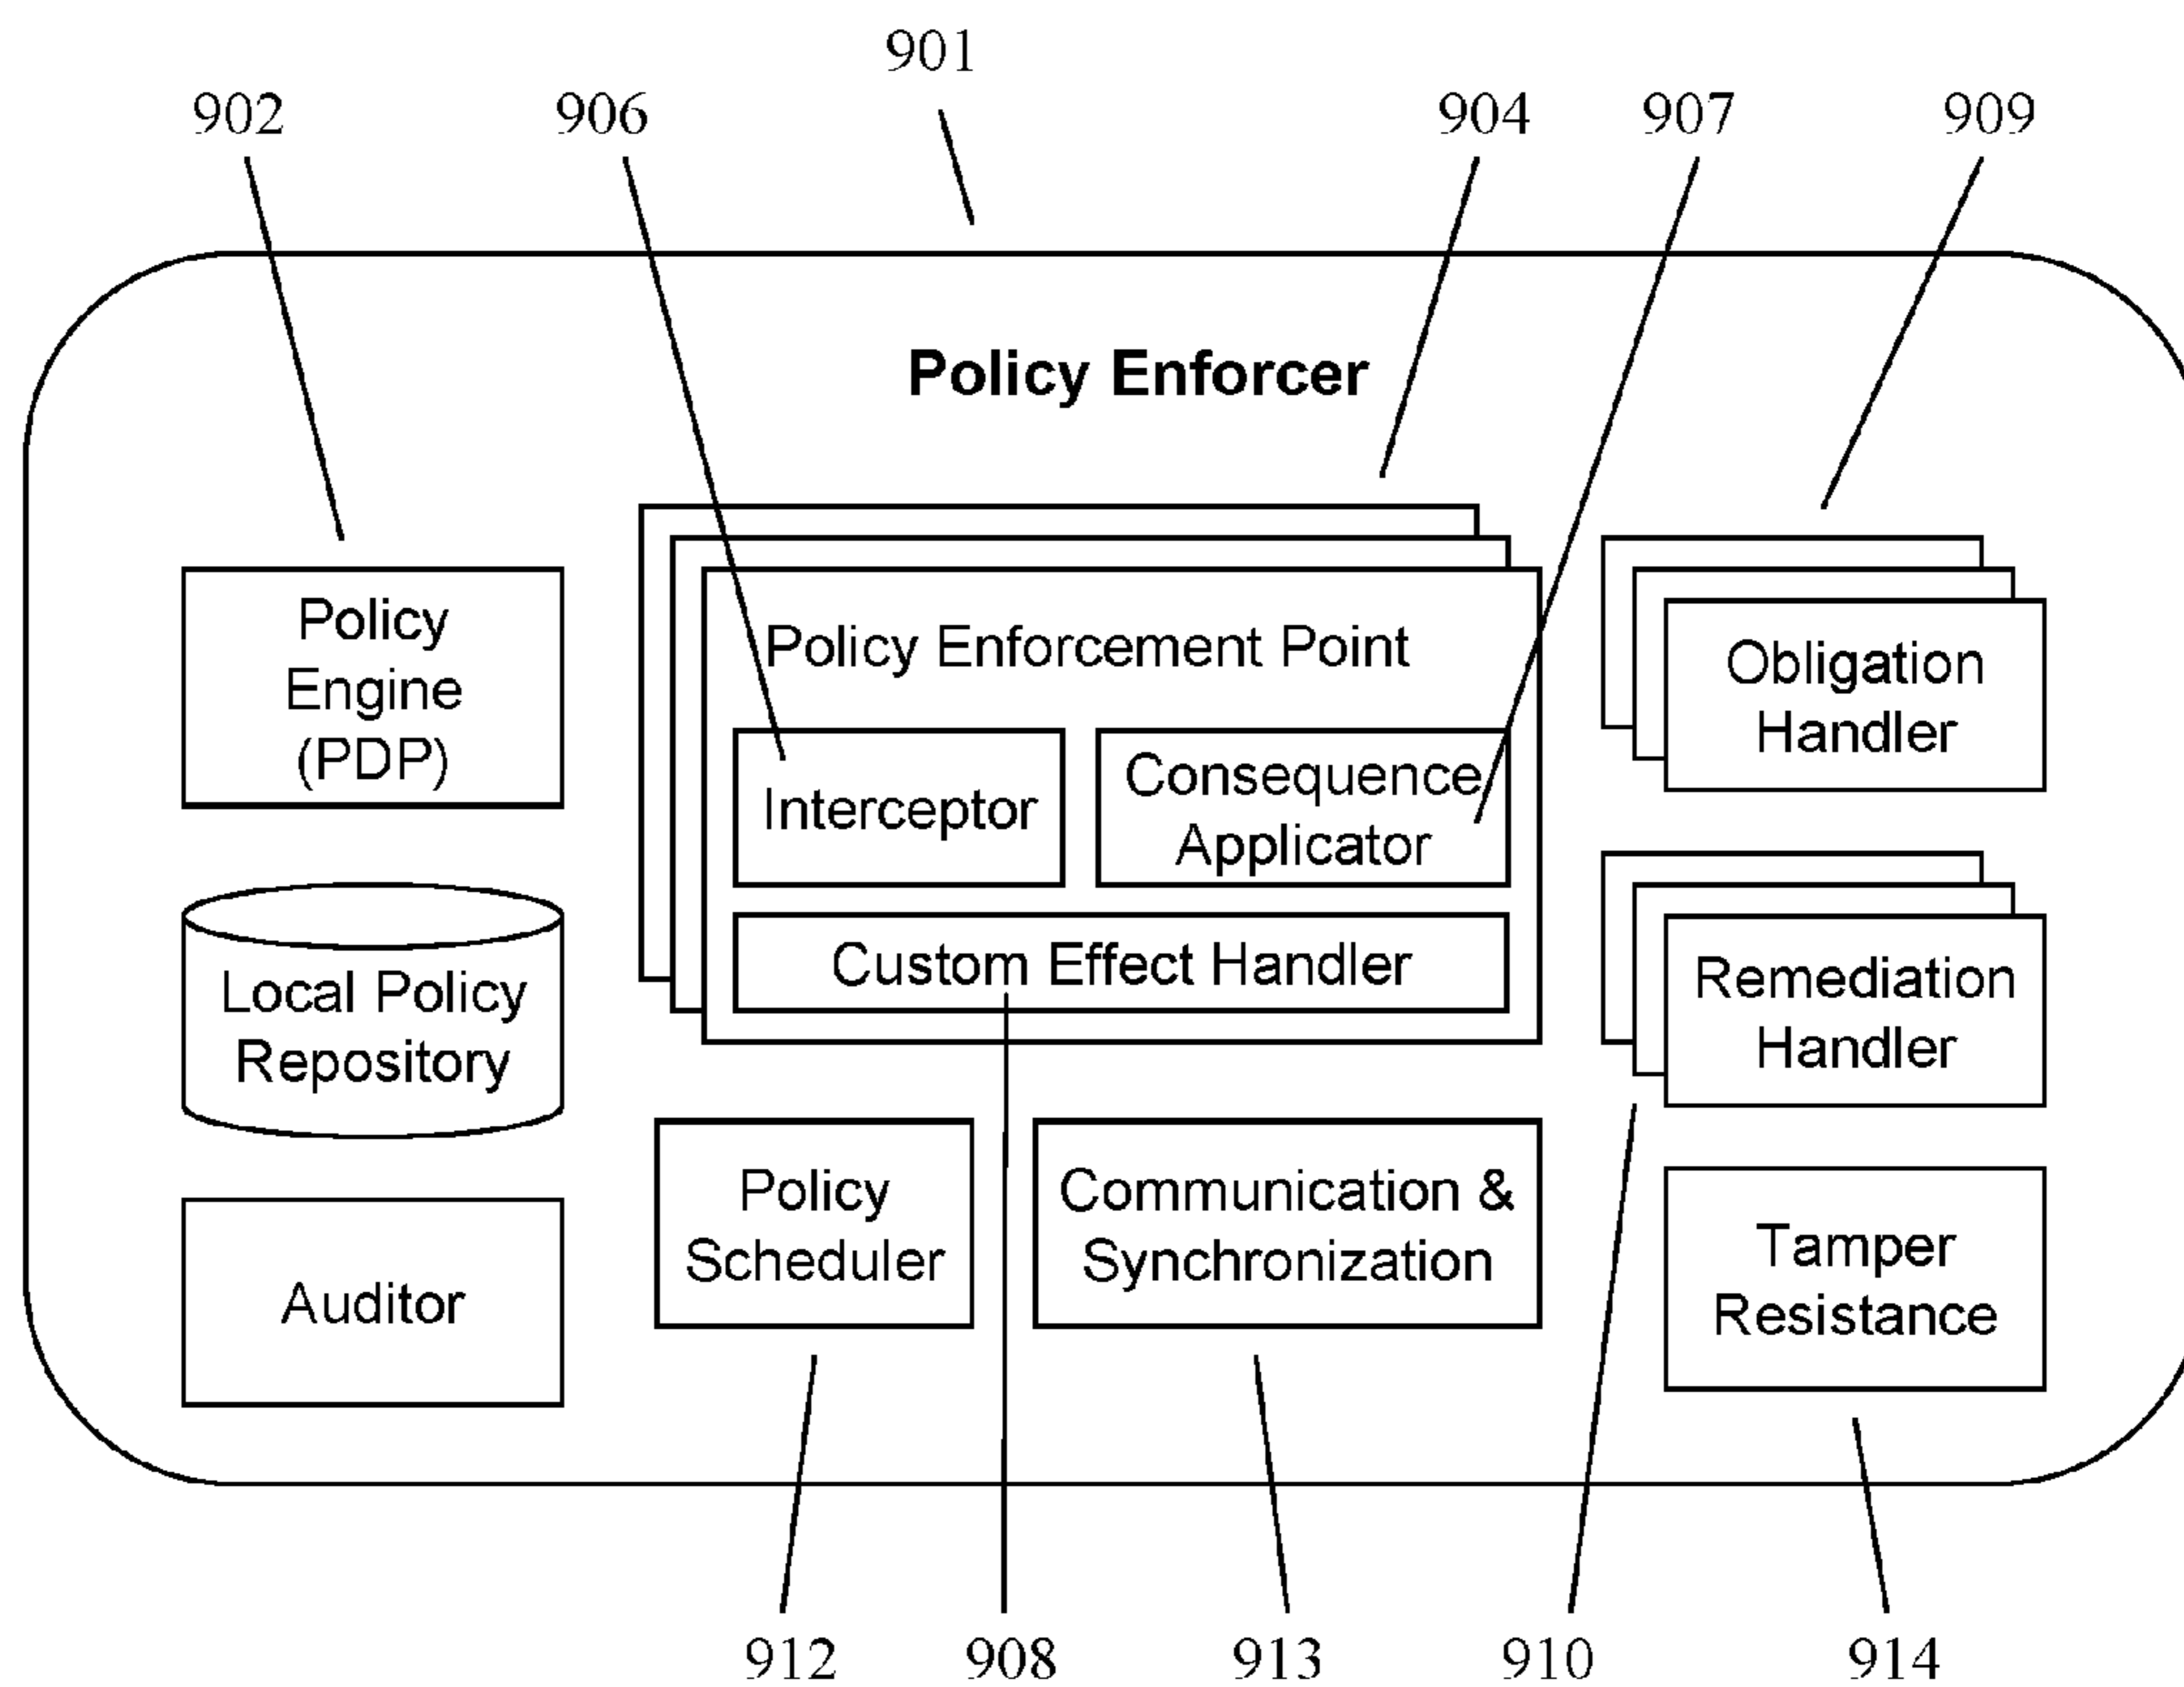 901
902
906
904
907
909
Policy Enforcer
Policy
Engine
(PDP)
Policy Enforcement Point
Interceptor
Consequence
Applicator
Custom Effect Handler
Obligation
Handler
Local Policy
Repository
Remediation
Handler
Auditor
Policy
Scheduler
Communication &
Synchronization
Tamper
Resistance
912
908
913
910
914